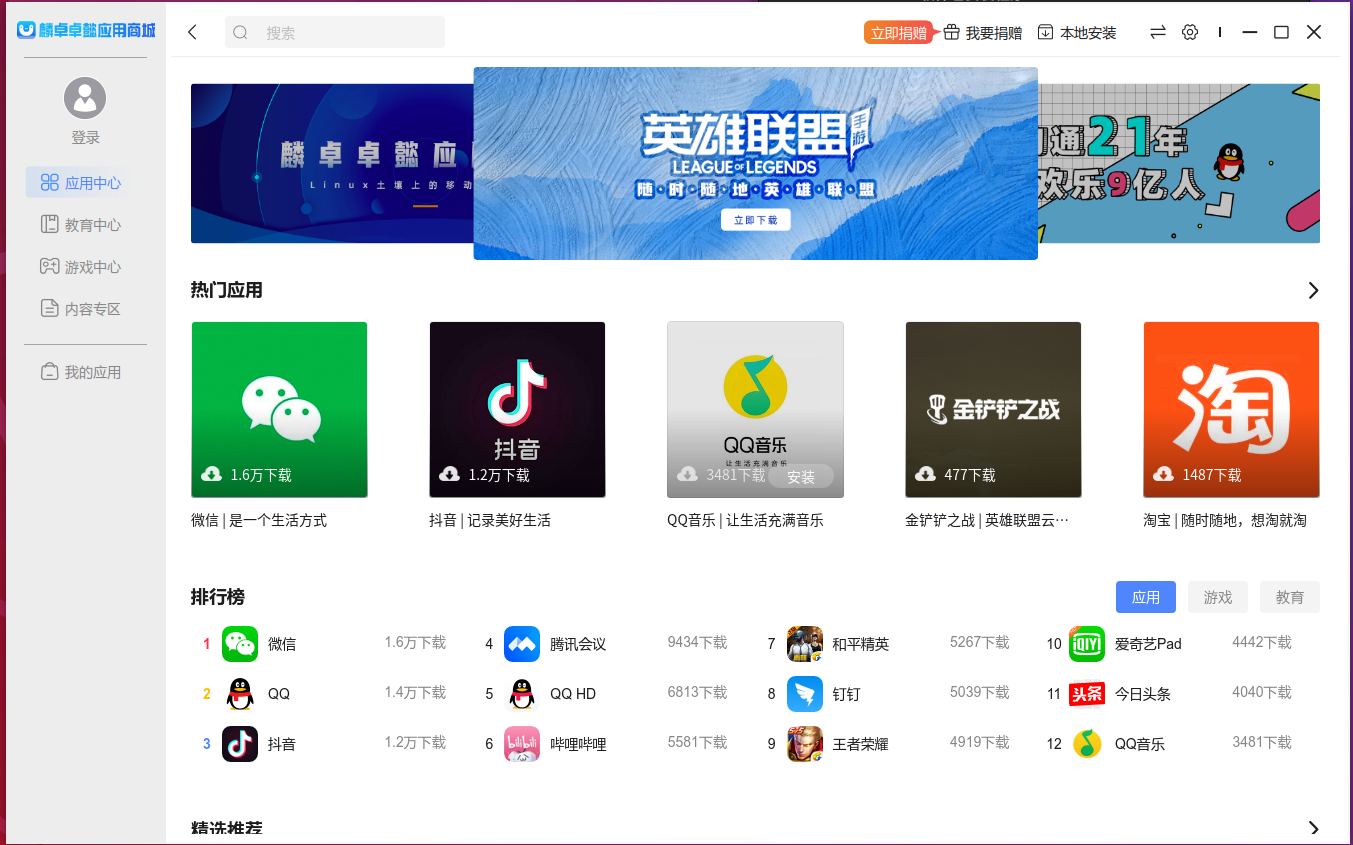 麟卓卓懿应用商城
搜索
立即捐赠
我要捐赠
本地安装
登录
应用中心
教育中心
游戏中心
内容专区
我的应用
麟卓卓懿应
Linux土壤上的移动
英雄联盟手游
LEAGUE OF LEGENDS
随·时·随·地·英·雄·联·盟
立即下载
通21年
欢乐9亿人
热门应用
抖音
QQ音乐
让生活充满音乐
金铲铲之战
淘
1.6万下载
1.2万下载
3481下载
安装
477下载
1487下载
微信 | 是一个生活方式
抖音 | 记录美好生活
QQ音乐 | 让生活充满音乐
金铲铲之战 | 英雄联盟云…
淘宝 | 随时随地，想淘就淘
排行榜
应用
游戏
教育
1 微信 1.6万下载
4 腾讯会议 9434下载
7 和平精英 5267下载
10 iQIYI 爱奇艺Pad 4442下载
2 QQ 1.4万下载
5 QQ HD 6813下载
8 钉钉 5039下载
11 头条 今日头条 4040下载
3 抖音 1.2万下载
6 bilibili 哔哩哔哩 5581下载
9 王者荣耀 4919下载
12 QQ音乐 3481下载
精选推荐